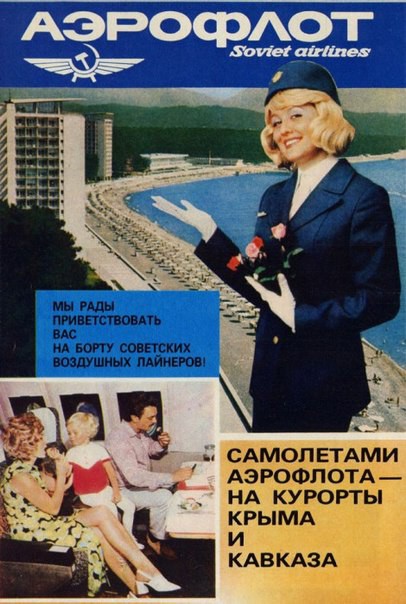 АЭРОФЛОТ
Soviet airlines
МЫ РАДЫ
ПРИВЕТСТВОВАТЬ
ВАС
НА БОРТУ СОВЕТСКИХ
ВОЗДУШНЫХ ЛАЙНЕРОВ!
САМОЛЕТАМИ
АЭРОФЛОТА —
НА КУРОРТЫ
КРЫМА
И
КАВКАЗА